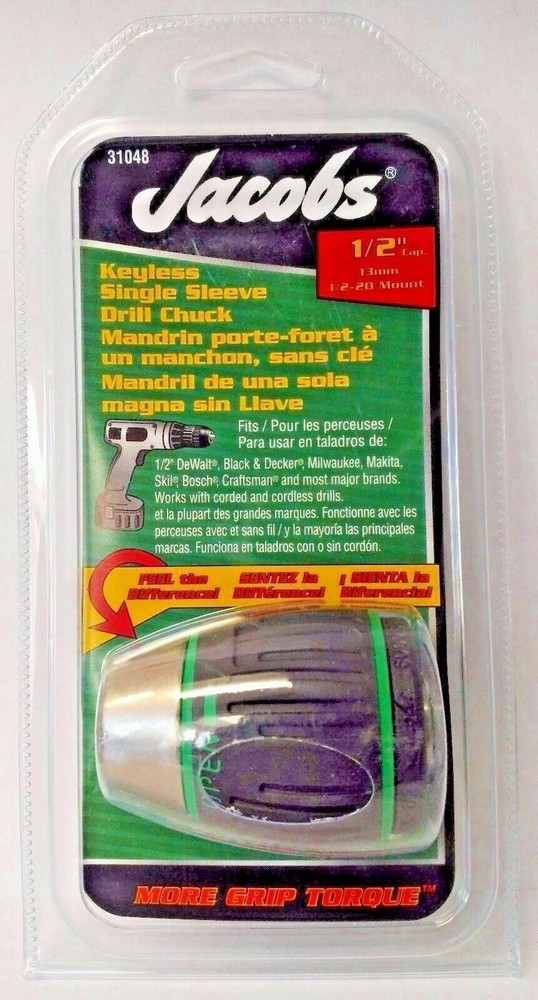 31048
Jacobs®
1/2" Cap.
13mm
1/2-20 Mount
Keyless
Single Sleeve
Drill Chuck
Mandrin porte-foret à
un manchon, sans clé
Mandril de una sola
magna sin Llave
Fits / Pour les perceuses /
Para usar en taladros de:
1/2" DeWalt®, Black & Decker®, Milwaukee, Makita,
Skil®, Bosch®, Craftsman® and most major brands.
Works with corded and cordless drills.
et la plupart des grandes marques. Fonctionne avec les
perceuses avec et sans fil / y la mayoría las principales
marcas. Funciona en taladros con o sin cordón.
FEEL the
Difference!
SENTEZ la
Différence!
¡ SIENTA la
Diferencia!
MORE GRIP TORQUE™